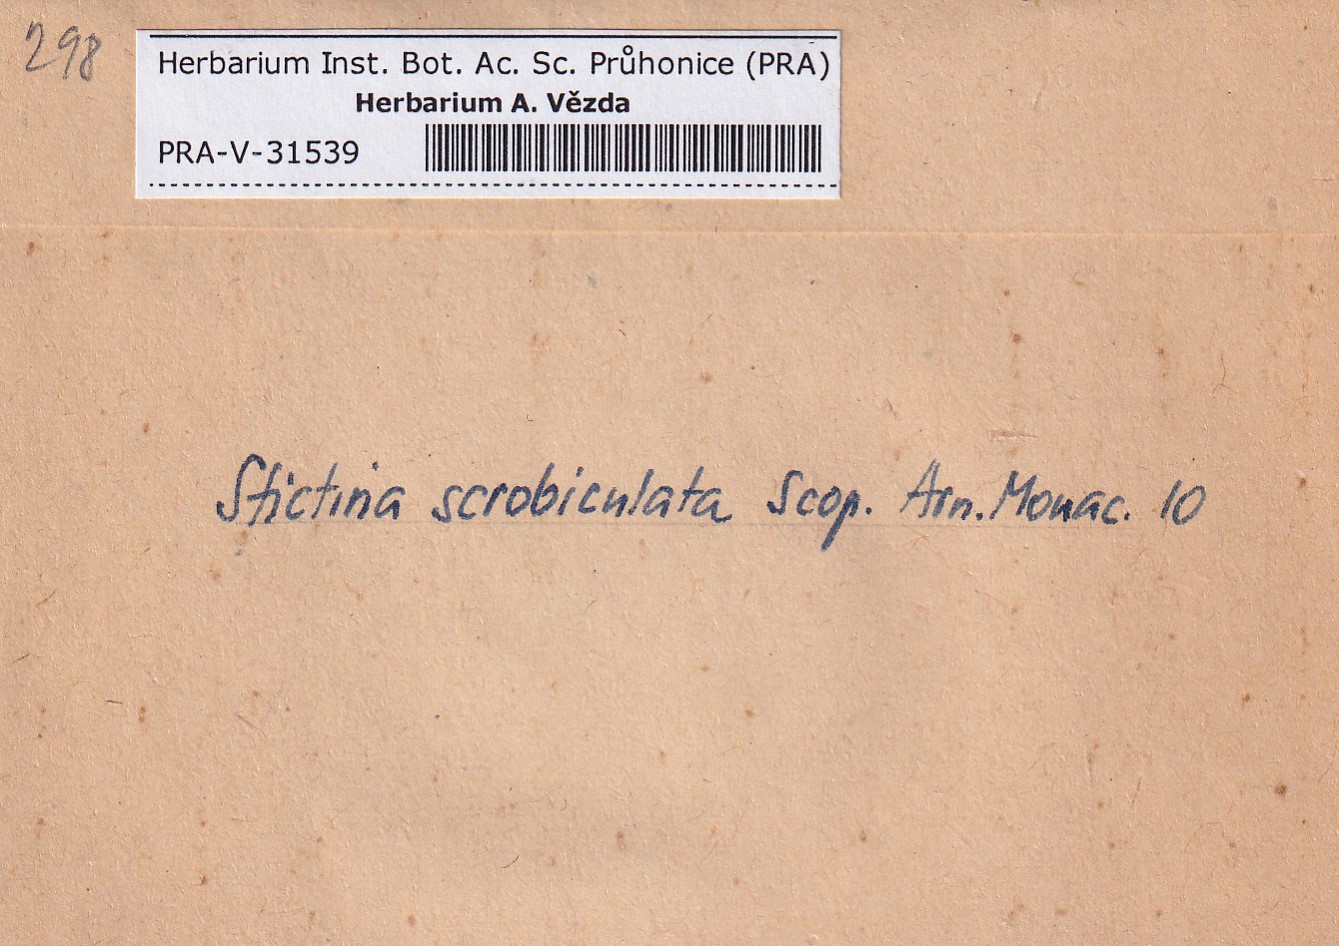 298
Herbarium Inst. Bot. Ac. Sc. Průhonice (PRA)
Herbarium A. Vězda
PRA-V-31539
Stictina scrobiculata Scop. Arn. Monac. 10